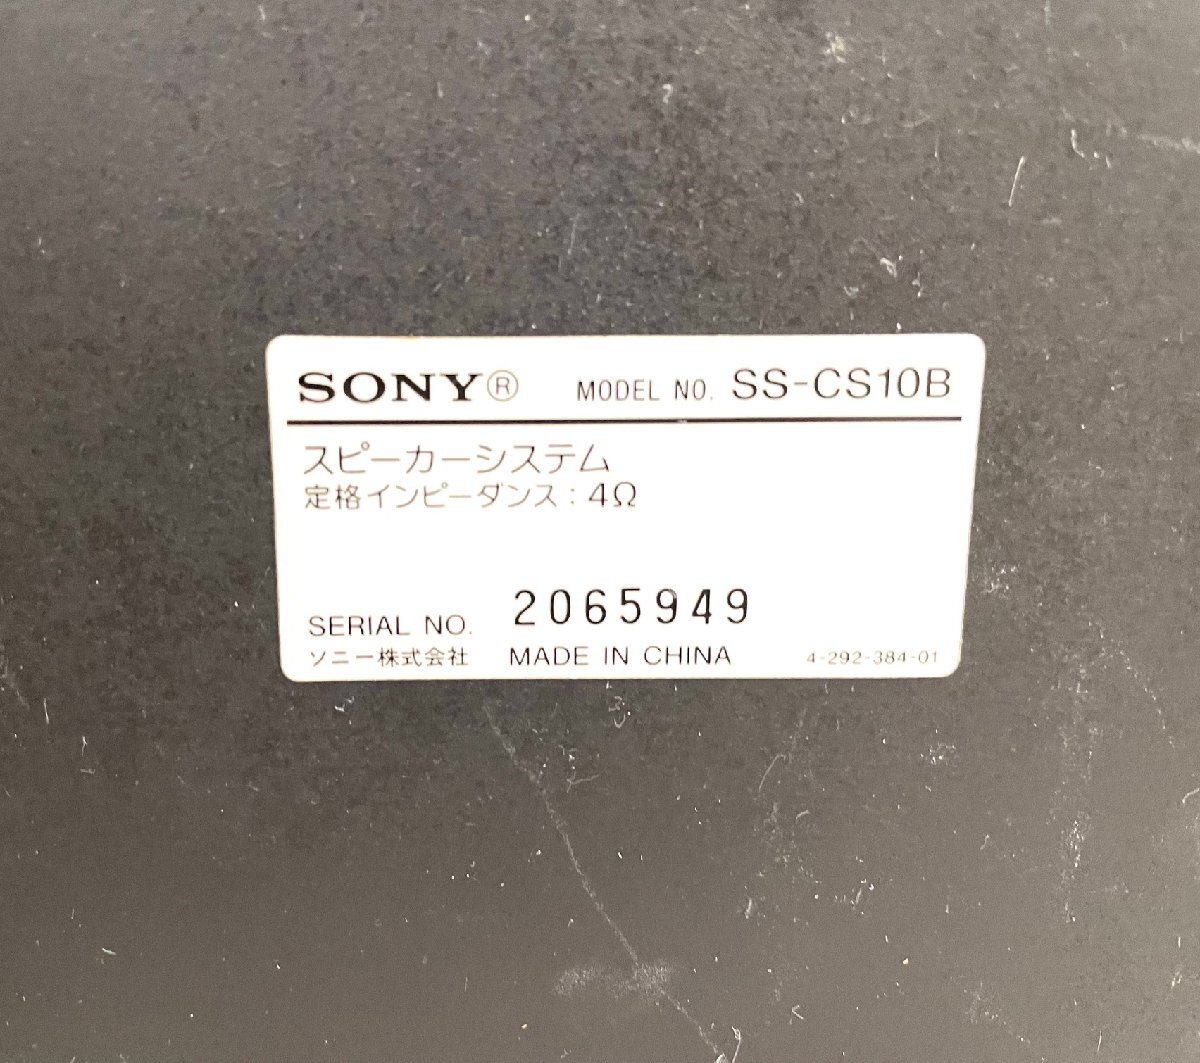 SONY® MODEL NO. SS-CS10B
スピーカーシステム
定格インピーダンス：4Ω
SERIAL NO. 2065949
ソニー株式会社 MADE IN CHINA 4-292-384-01